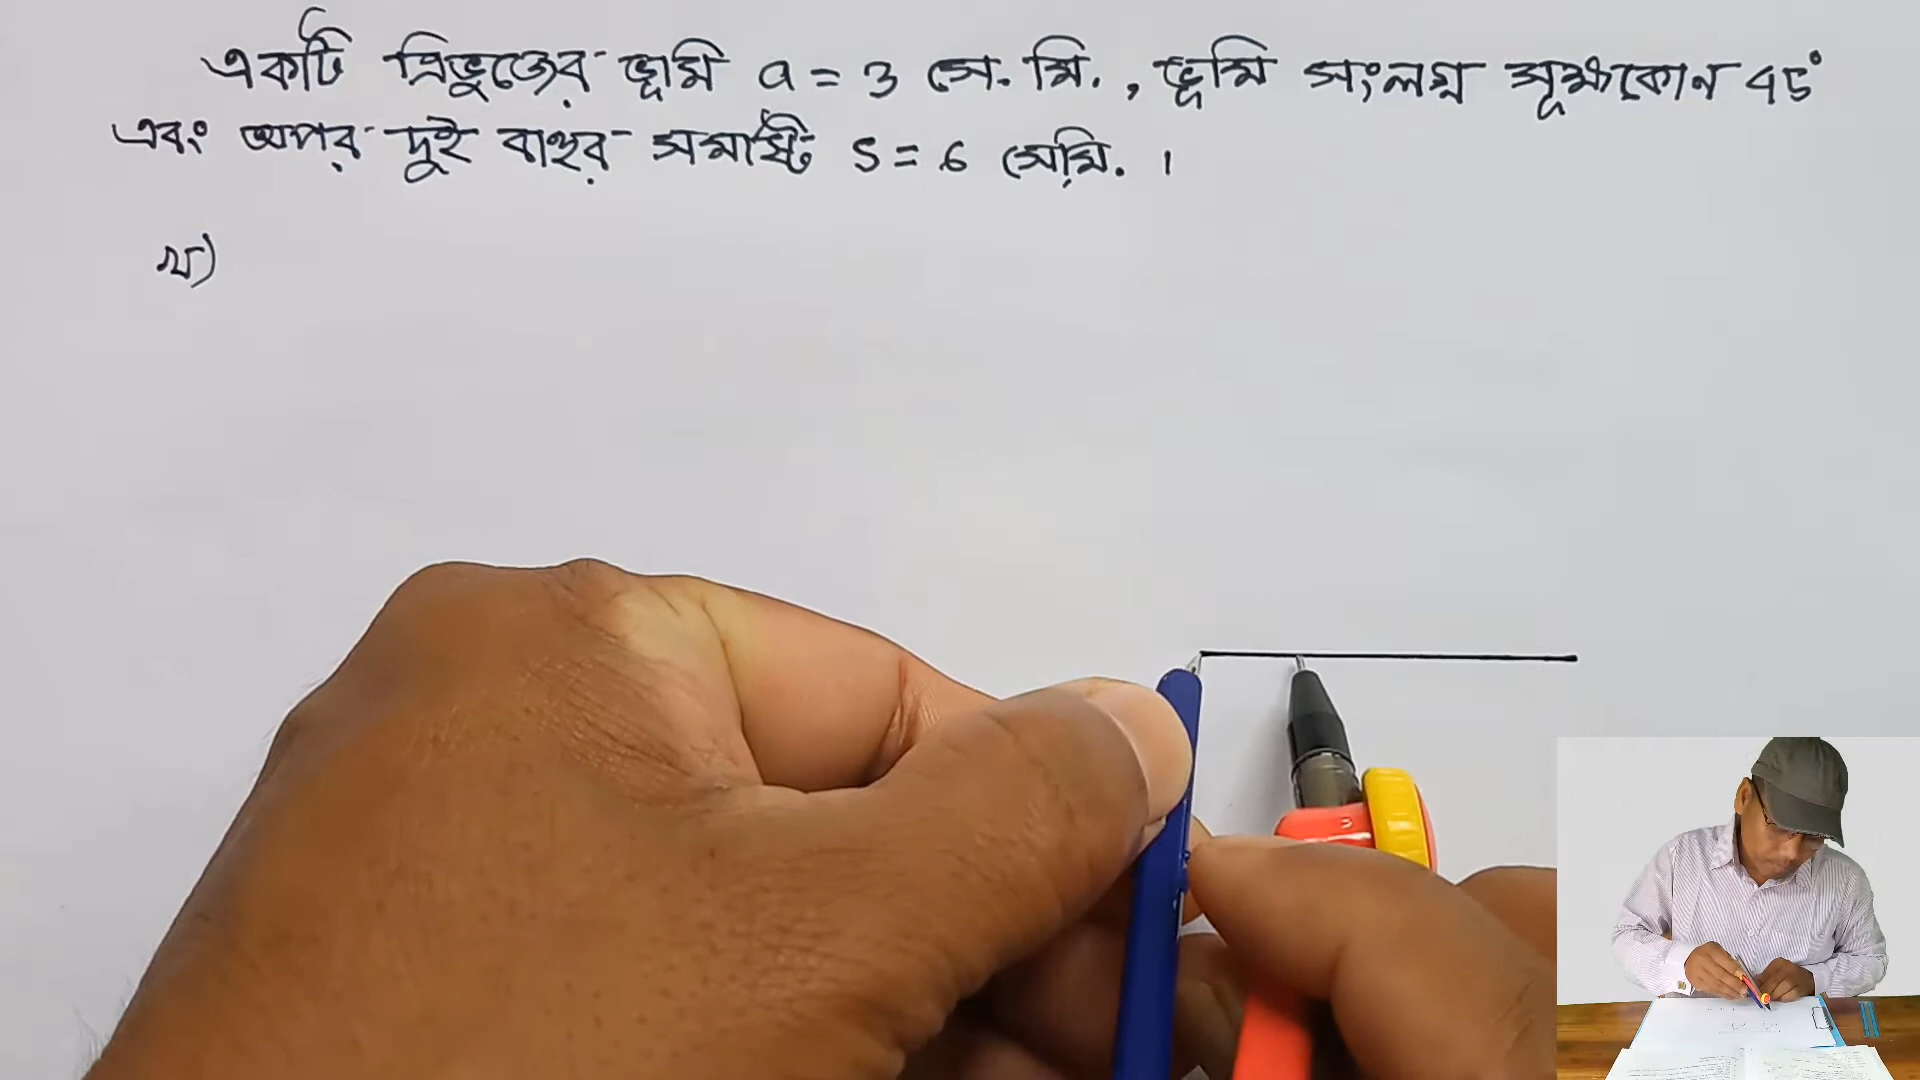 একটি ত্রিভুজের ভূমি a = 3 সে. মি., ভূমি সংলগ্ন সূক্ষ্মকোন 45°
এবং অপর দুই বাহুর সমষ্টি s = 6 সেমি. ।
খ)